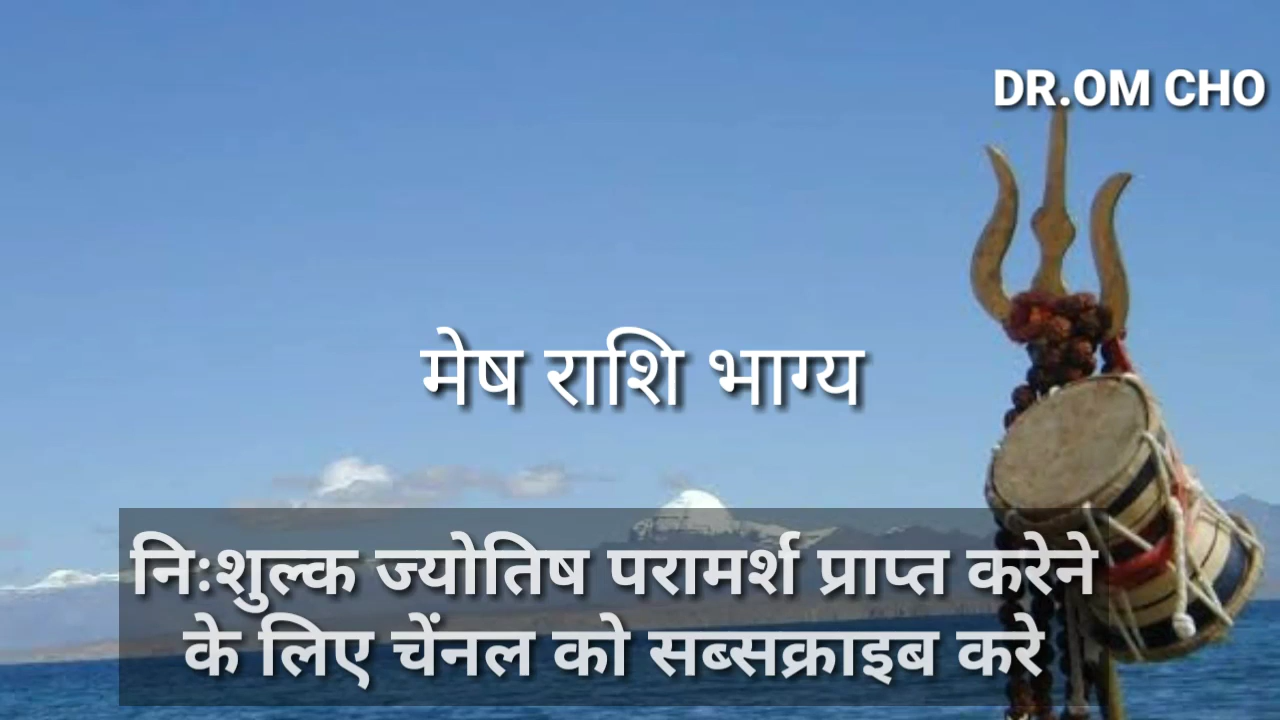 DR.OM CHO
मेष राशि भाग्य
निःशुल्क ज्योतिष परामर्श प्राप्त करेने
के लिए चेंनल को सब्सक्राइब करे